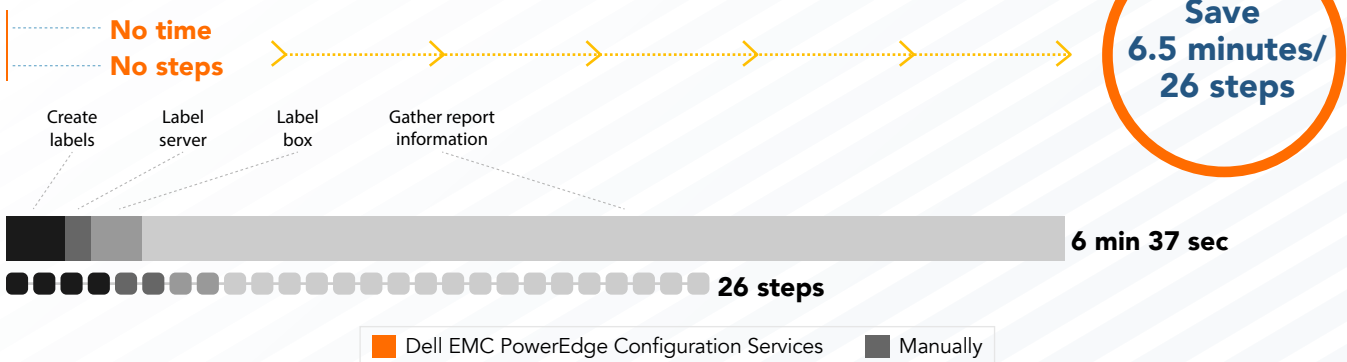 No time
No steps
Save
6.5 minutes/
26 steps
Create
labels
Label
server
Label
box
Gather report
information
6 min 37 sec
26 steps
Dell EMC PowerEdge Configuration Services
Manually